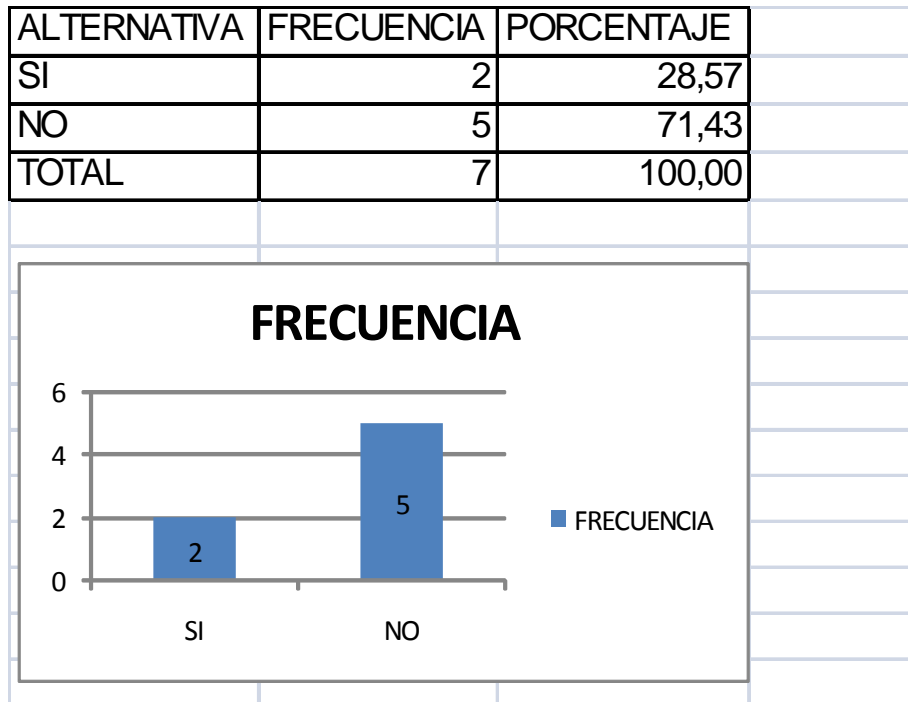 ALTERNATIVA FRECUENCIA PORCENTAJE
SI 2 28,57
NO 5 71,43
TOTAL 7 100,00
FRECUENCIA
6
4
2
0
2
5
SI NO
FRECUENCIA